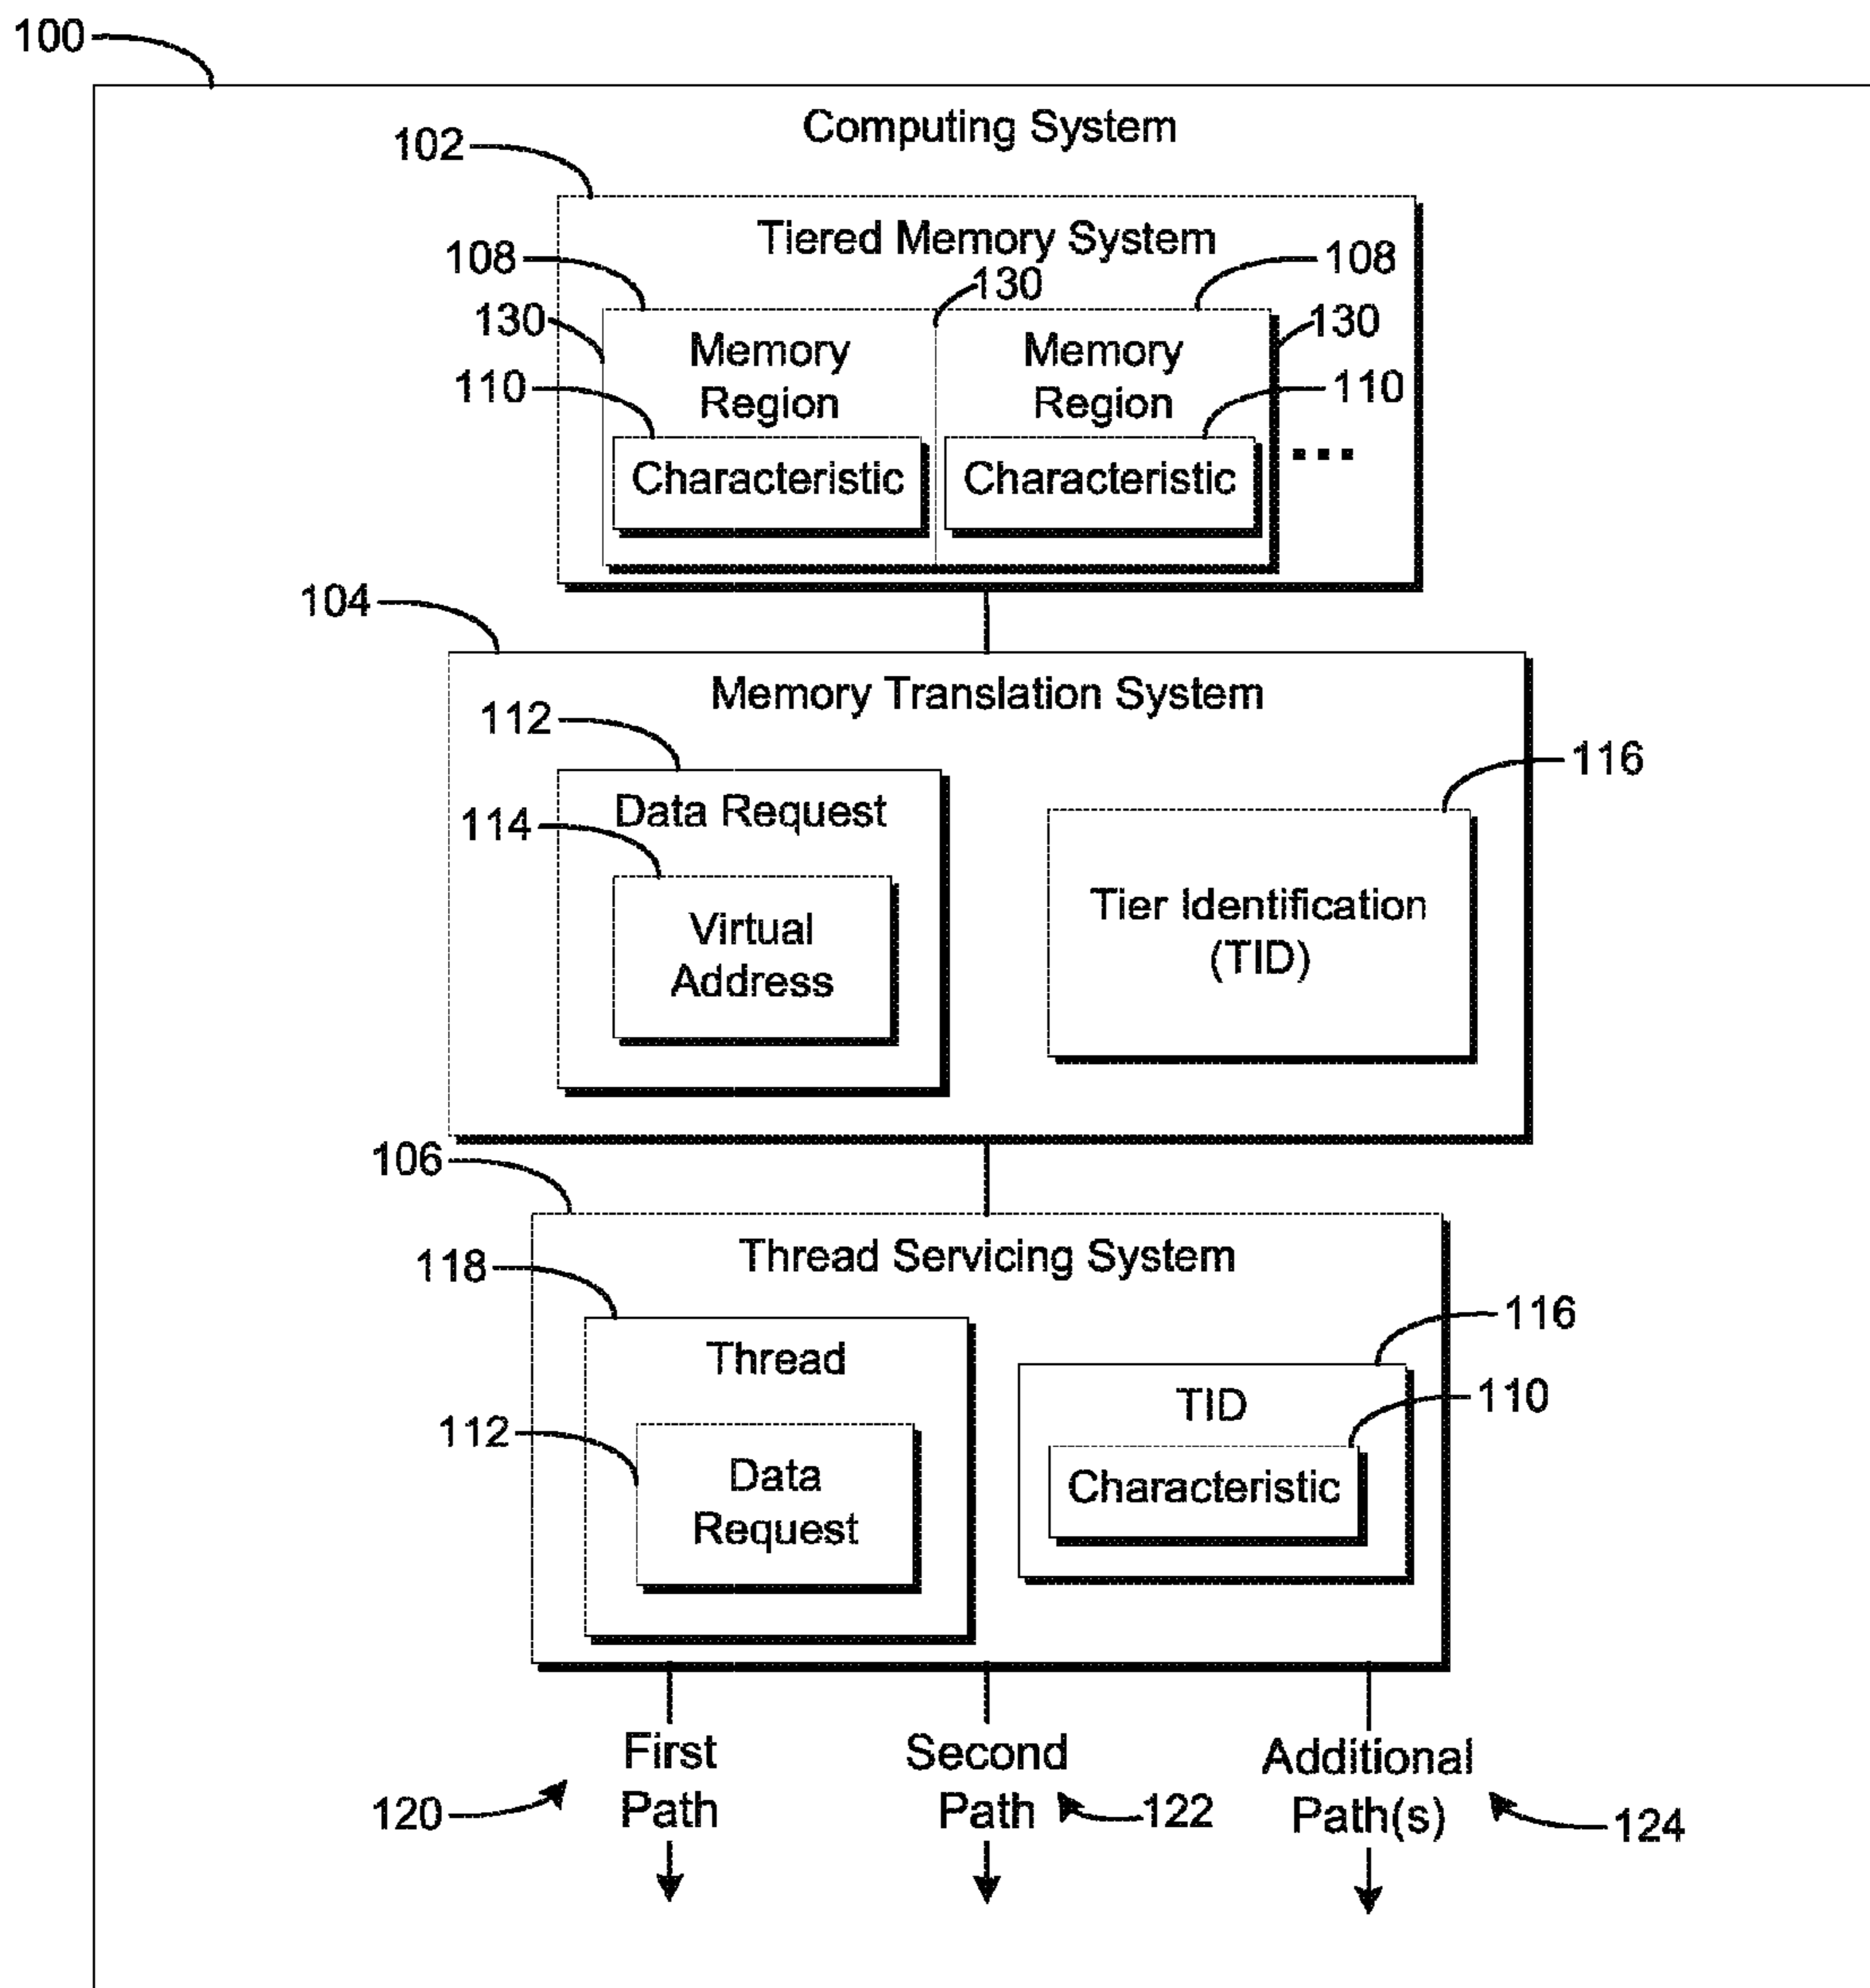 100
Computing System
102
Tiered Memory System
108
130
108
130
130
Memory
Region
Memory
Region
110
110
Characteristic
Characteristic
...
104
Memory Translation System
112
116
Data Request
114
Virtual
Address
Tier Identification
(TID)
106
Thread Servicing System
118
116
Thread
TID
110
112
Data
Request
Characteristic
First
Path
Second
Path
Additional
Path(s)
120
122
124